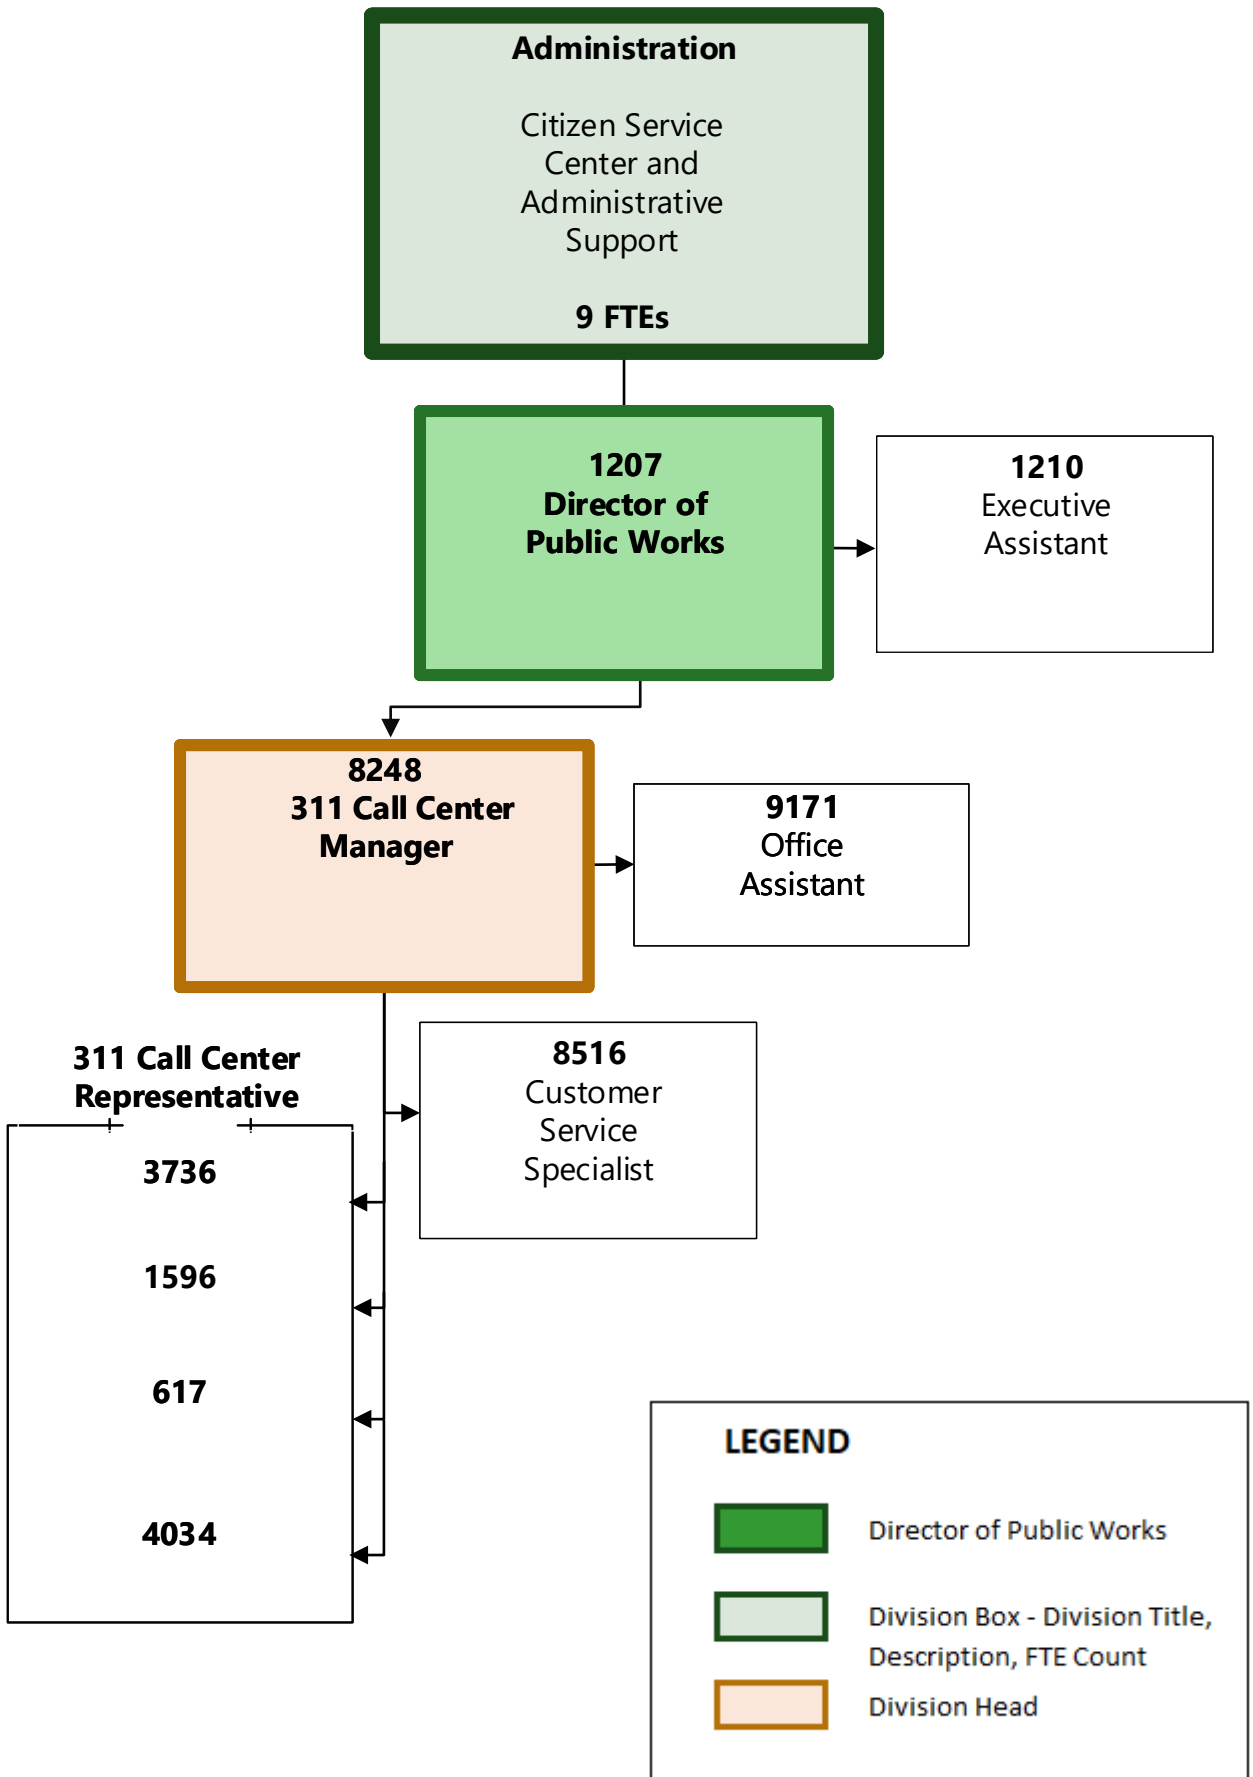 Administration
Citizen Service
Center and
Administrative
Support
9 FTEs
1207
Director of
Public Works
1210
Executive
Assistant
8248
311 Call Center
Manager
9171
Office
Assistant
8516
Customer
Service
Specialist
311 Call Center
Representative
3736
1596
617
4034
LEGEND
Director of Public Works
Division Box - Division Title,
Description, FTE Count
Division Head